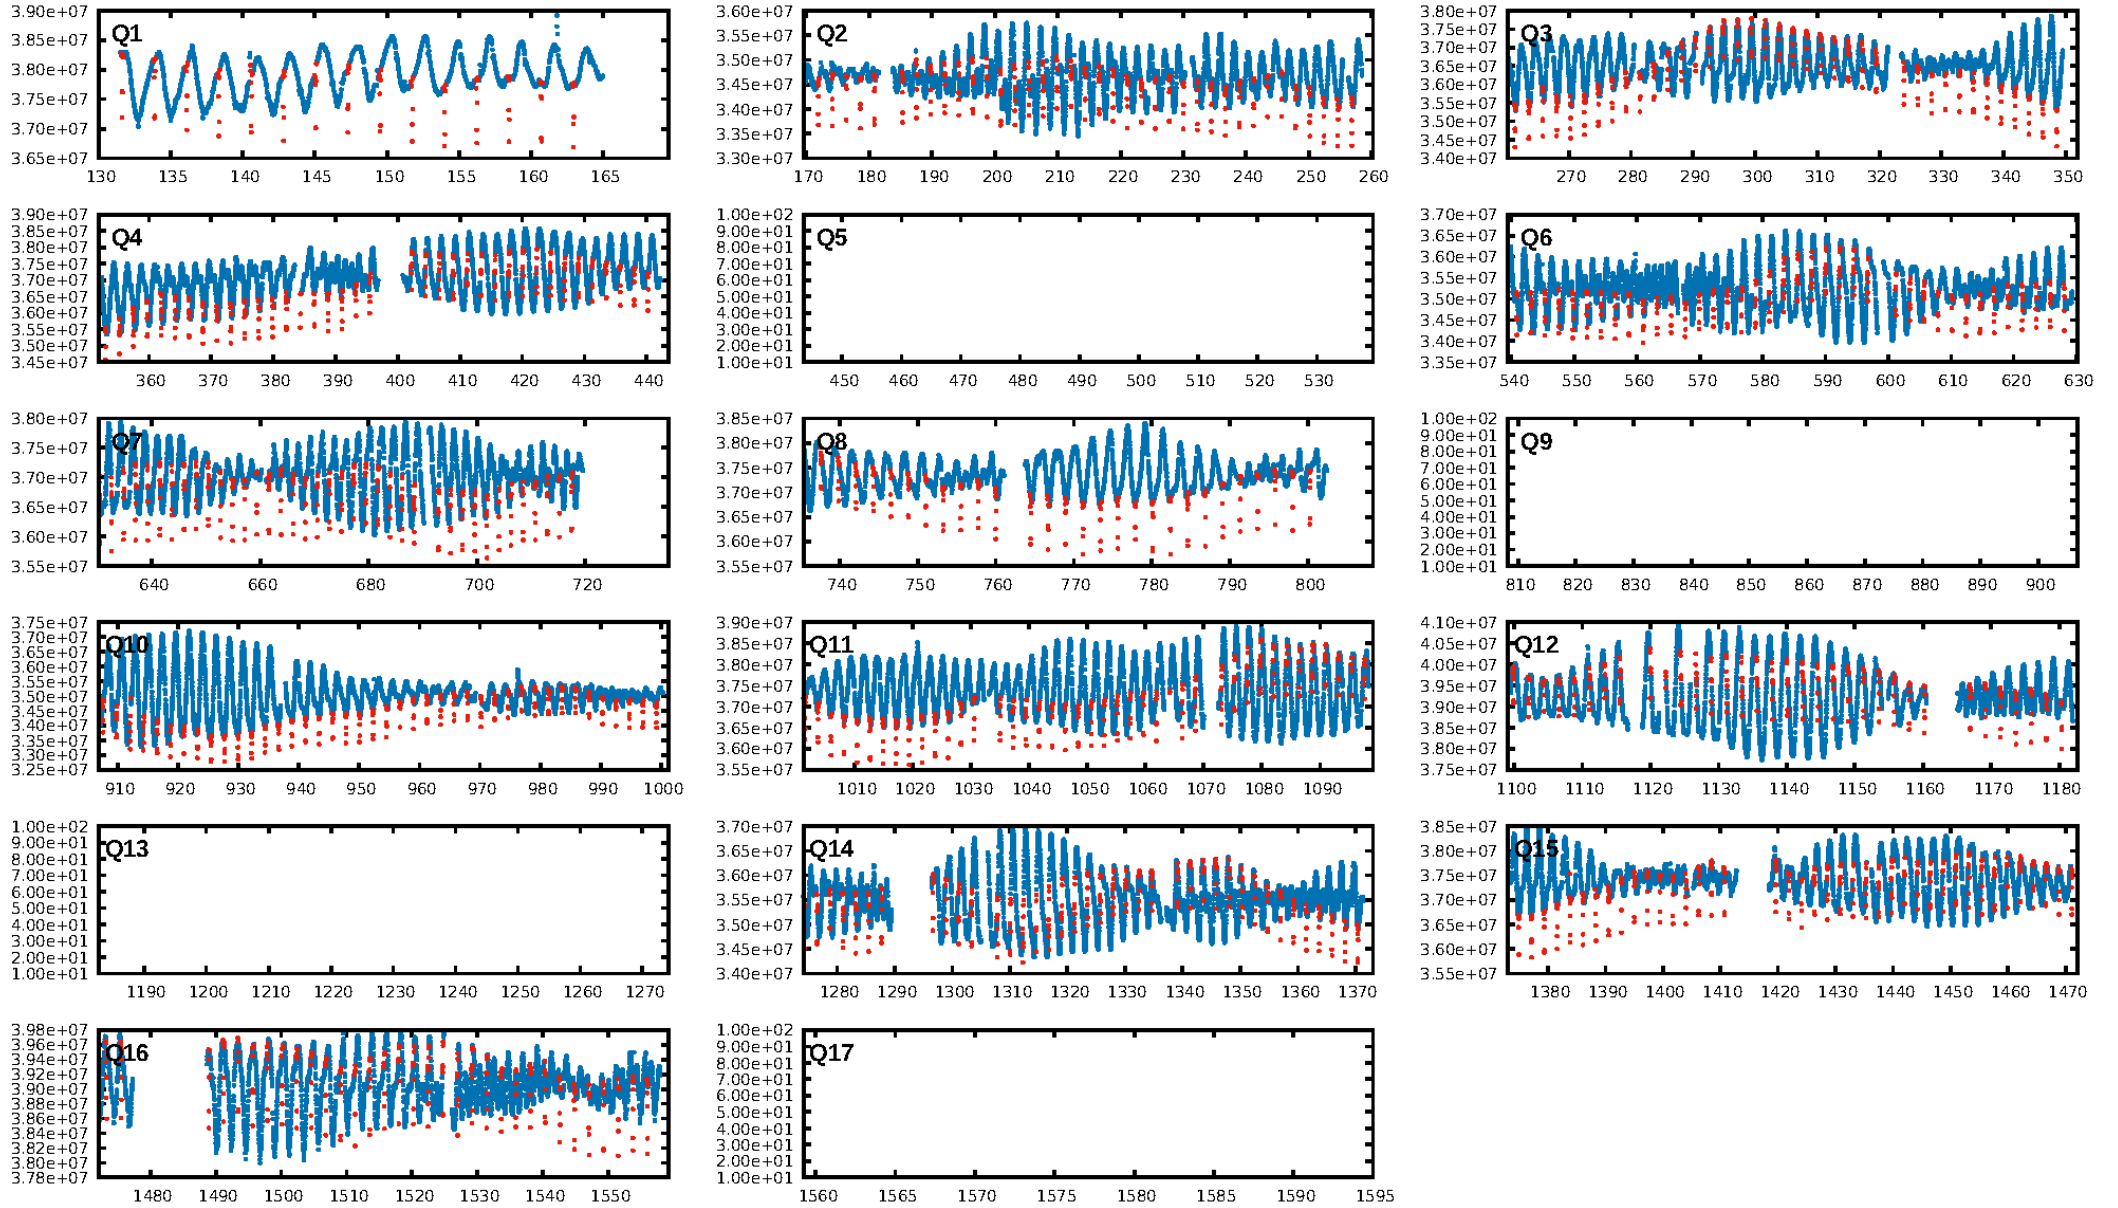 Q1
3.90e+07
3.85e+07
3.80e+07
3.75e+07
3.70e+07
3.65e+07
130 135 140 145 150 155 160 165
Q2
3.60e+07
3.55e+07
3.50e+07
3.45e+07
3.40e+07
3.35e+07
3.30e+07
170 180 190 200 210 220 230 240 250 260
Q3
3.80e+07
3.75e+07
3.70e+07
3.65e+07
3.60e+07
3.55e+07
3.50e+07
3.45e+07
3.40e+07
270 280 290 300 310 320 330 340 350
Q4
3.90e+07
3.85e+07
3.80e+07
3.75e+07
3.70e+07
3.65e+07
3.60e+07
3.55e+07
3.50e+07
3.45e+07
360 370 380 390 400 410 420 430 440
Q5
1.00e+02
9.00e+01
8.00e+01
7.00e+01
6.00e+01
5.00e+01
4.00e+01
3.00e+01
2.00e+01
1.00e+01
450 460 470 480 490 500 510 520 530
Q6
3.70e+07
3.65e+07
3.60e+07
3.55e+07
3.50e+07
3.45e+07
3.40e+07
3.35e+07
540 550 560 570 580 590 600 610 620 630
Q7
3.80e+07
3.75e+07
3.70e+07
3.65e+07
3.60e+07
3.55e+07
640 660 680 700 720
Q8
3.85e+07
3.80e+07
3.75e+07
3.70e+07
3.65e+07
3.60e+07
3.55e+07
740 750 760 770 780 790 800
Q9
1.00e+02
9.00e+01
8.00e+01
7.00e+01
6.00e+01
5.00e+01
4.00e+01
3.00e+01
2.00e+01
1.00e+01
810 820 830 840 850 860 870 880 890 900
Q10
3.75e+07
3.70e+07
3.65e+07
3.60e+07
3.55e+07
3.50e+07
3.45e+07
3.40e+07
3.35e+07
3.30e+07
3.25e+07
910 920 930 940 950 960 970 980 990 1000
Q11
3.90e+07
3.85e+07
3.80e+07
3.75e+07
3.70e+07
3.65e+07
3.60e+07
3.55e+07
1010 1020 1030 1040 1050 1060 1070 1080 1090
Q12
4.10e+07
4.05e+07
4.00e+07
3.95e+07
3.90e+07
3.85e+07
3.80e+07
3.75e+07
1100 1110 1120 1130 1140 1150 1160 1170 1180
Q13
1.00e+02
9.00e+01
8.00e+01
7.00e+01
6.00e+01
5.00e+01
4.00e+01
3.00e+01
2.00e+01
1.00e+01
1190 1200 1210 1220 1230 1240 1250 1260 1270
Q14
3.70e+07
3.65e+07
3.60e+07
3.55e+07
3.50e+07
3.45e+07
3.40e+07
1280 1290 1300 1310 1320 1330 1340 1350 1360 1370
Q15
3.85e+07
3.80e+07
3.75e+07
3.70e+07
3.65e+07
3.60e+07
3.55e+07
1380 1390 1400 1410 1420 1430 1440 1450 1460 1470
Q16
3.98e+07
3.96e+07
3.94e+07
3.92e+07
3.90e+07
3.88e+07
3.86e+07
3.84e+07
3.82e+07
3.80e+07
3.78e+07
1480 1490 1500 1510 1520 1530 1540 1550
Q17
1.00e+02
9.00e+01
8.00e+01
7.00e+01
6.00e+01
5.00e+01
4.00e+01
3.00e+01
2.00e+01
1.00e+01
1560 1565 1570 1575 1580 1585 1590 1595